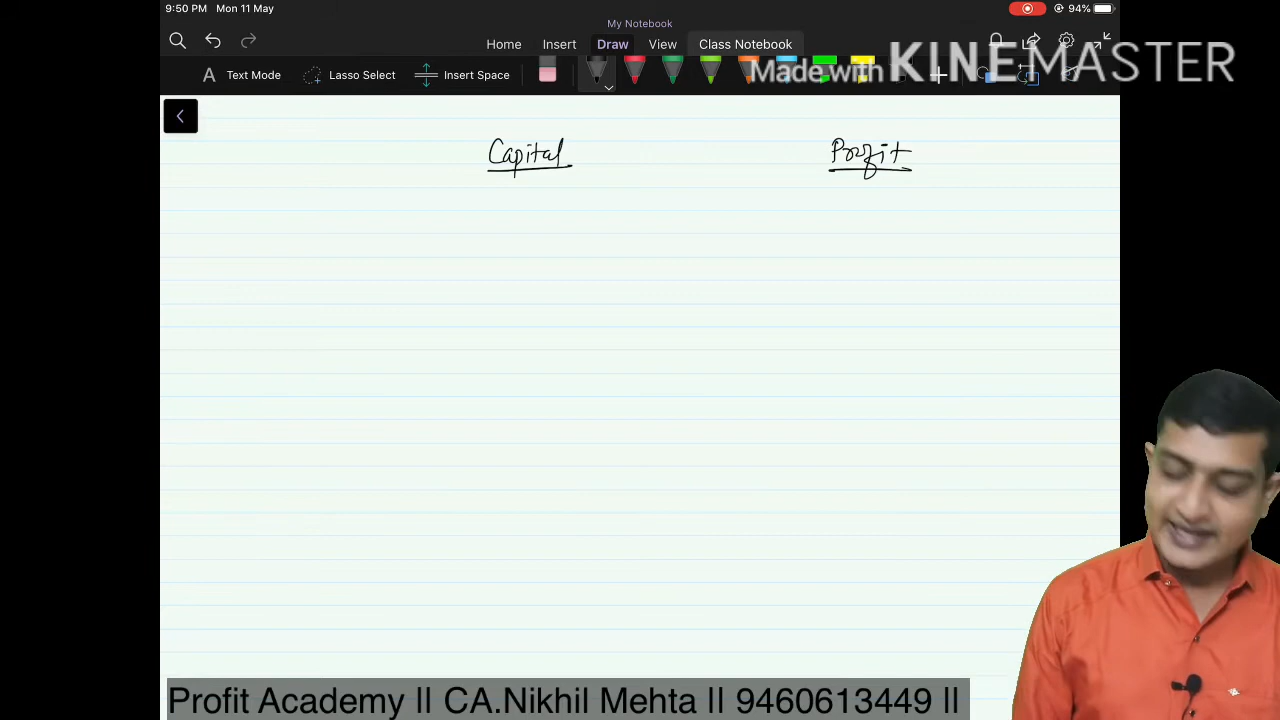 9:50 PM Mon 11 May
94%
My Notebook
Home Insert Draw View Class Notebook
Text Mode Lasso Select Insert Space
Made with KINEMASTER
Capital Profit
Profit Academy ll CA.Nikhil Mehta ll 9460613449 ll